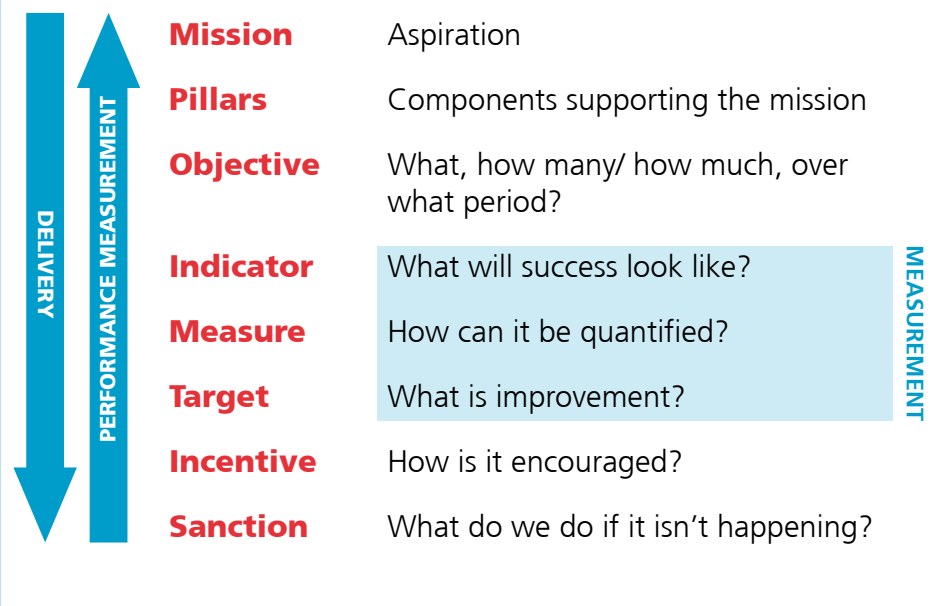 DELIVERY
PERFORMANCE MEASUREMENT
Mission Aspiration
Pillars Components supporting the mission
Objective What, how many/ how much, over
what period?
Indicator What will success look like?
Measure How can it be quantified?
Target What is improvement?
Incentive How is it encouraged?
Sanction What do we do if it isn’t happening?
MEASUREMENT